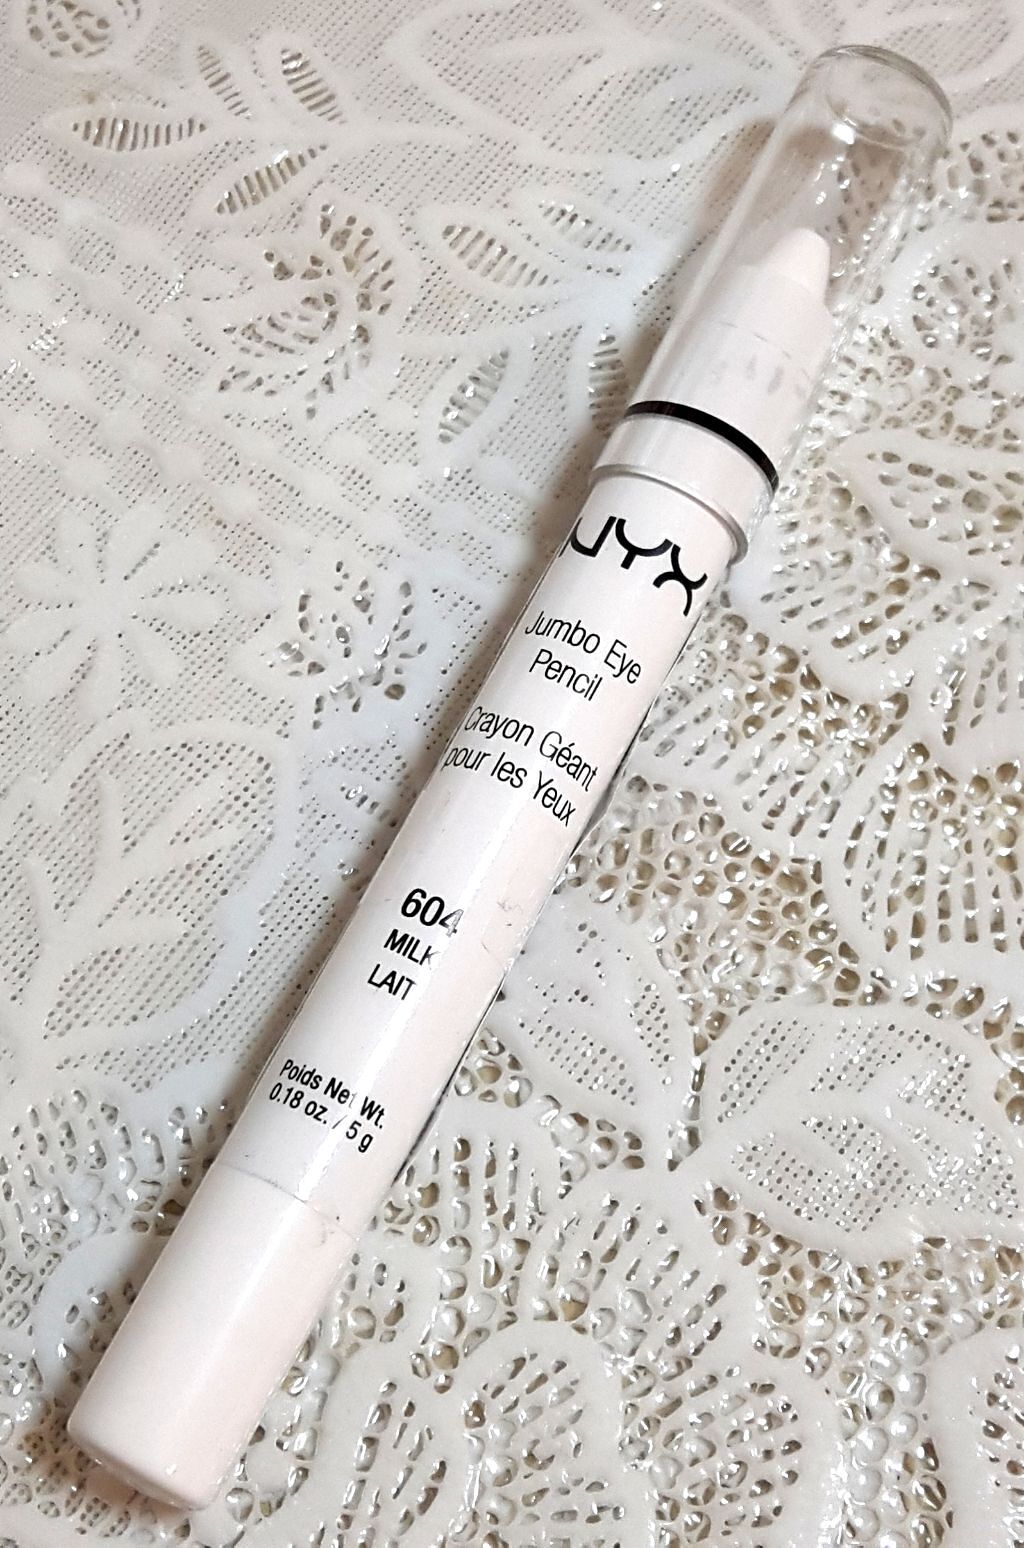 NYX
Jumbo Eye
Pencil
Crayon Géant
pour les Yeux
604
MILK
LAIT
Poids Net Wt.
0.18 oz. / 5 g